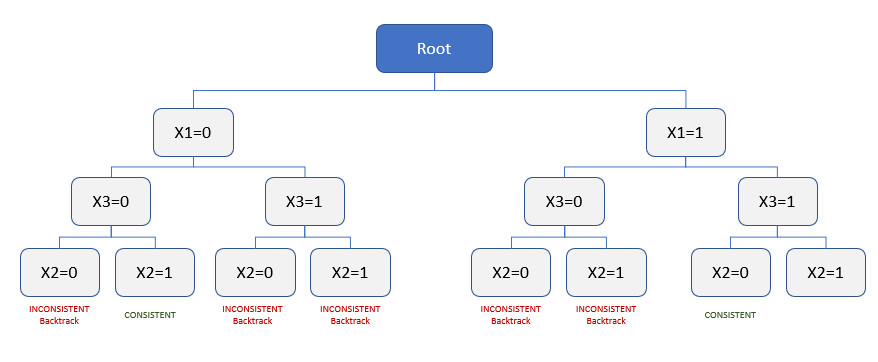 Root
X1=0
X1=1
X3=0
X3=1
X3=0
X3=1
X2=0
X2=1
X2=0
X2=1
X2=0
X2=1
X2=0
X2=1
INCONSISTENT
Backtrack
CONSISTENT
INCONSISTENT
Backtrack
INCONSISTENT
Backtrack
INCONSISTENT
Backtrack
INCONSISTENT
Backtrack
CONSISTENT